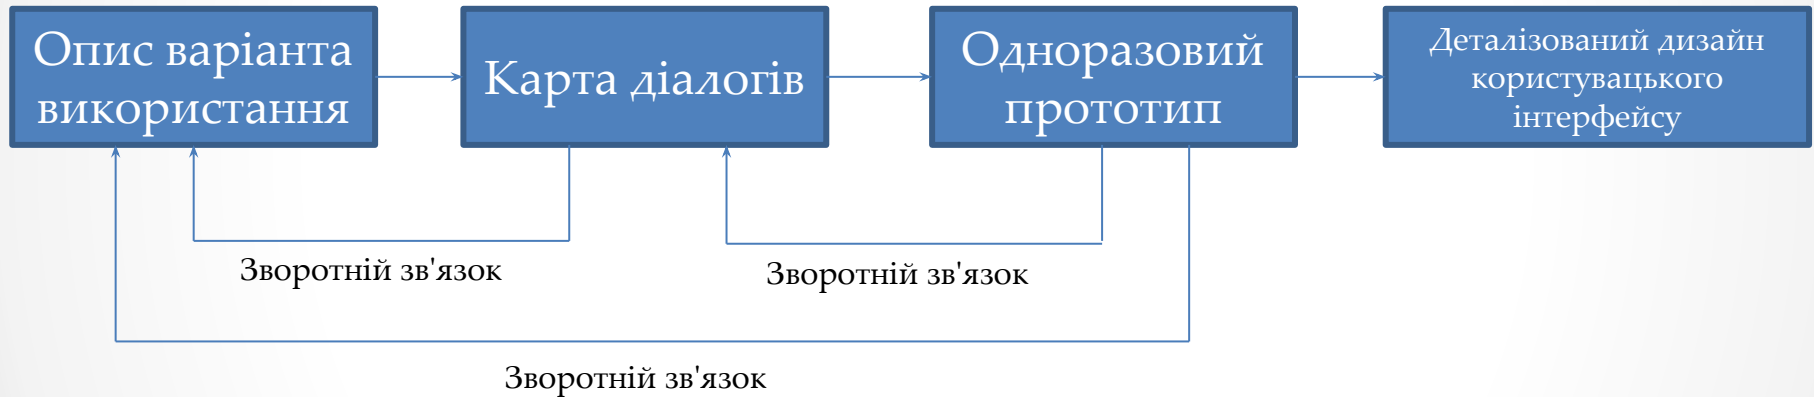 Опис варіанта
використання
Карта діалогів
Одноразовий
прототип
Деталізований дизайн
користувацького
інтерфейсу
Зворотній зв'язок
Зворотній зв'язок
Зворотній зв'язок